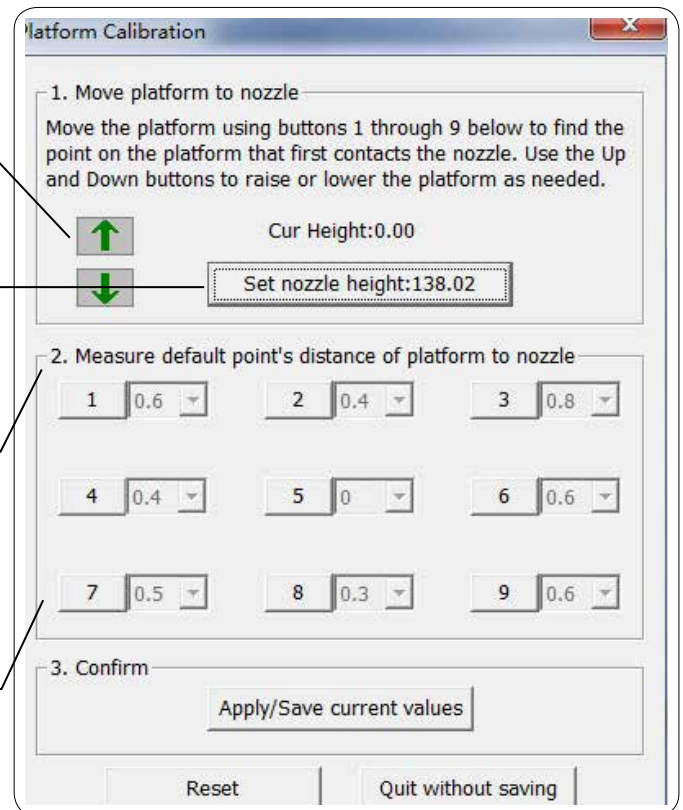 Platform Calibration
1. Move platform to nozzle
Move the platform using buttons 1 through 9 below to find the
point on the platform that first contacts the nozzle. Use the Up
and Down buttons to raise or lower the platform as needed.
Cur Height:0.00
Set nozzle height:138.02
2. Measure default point's distance of platform to nozzle
1 0.6 2 0.4 3 0.8
4 0.4 5 0 6 0.6
7 0.5 8 0.3 9 0.6
3. Confirm
Apply/Save current values
Reset Quit without saving